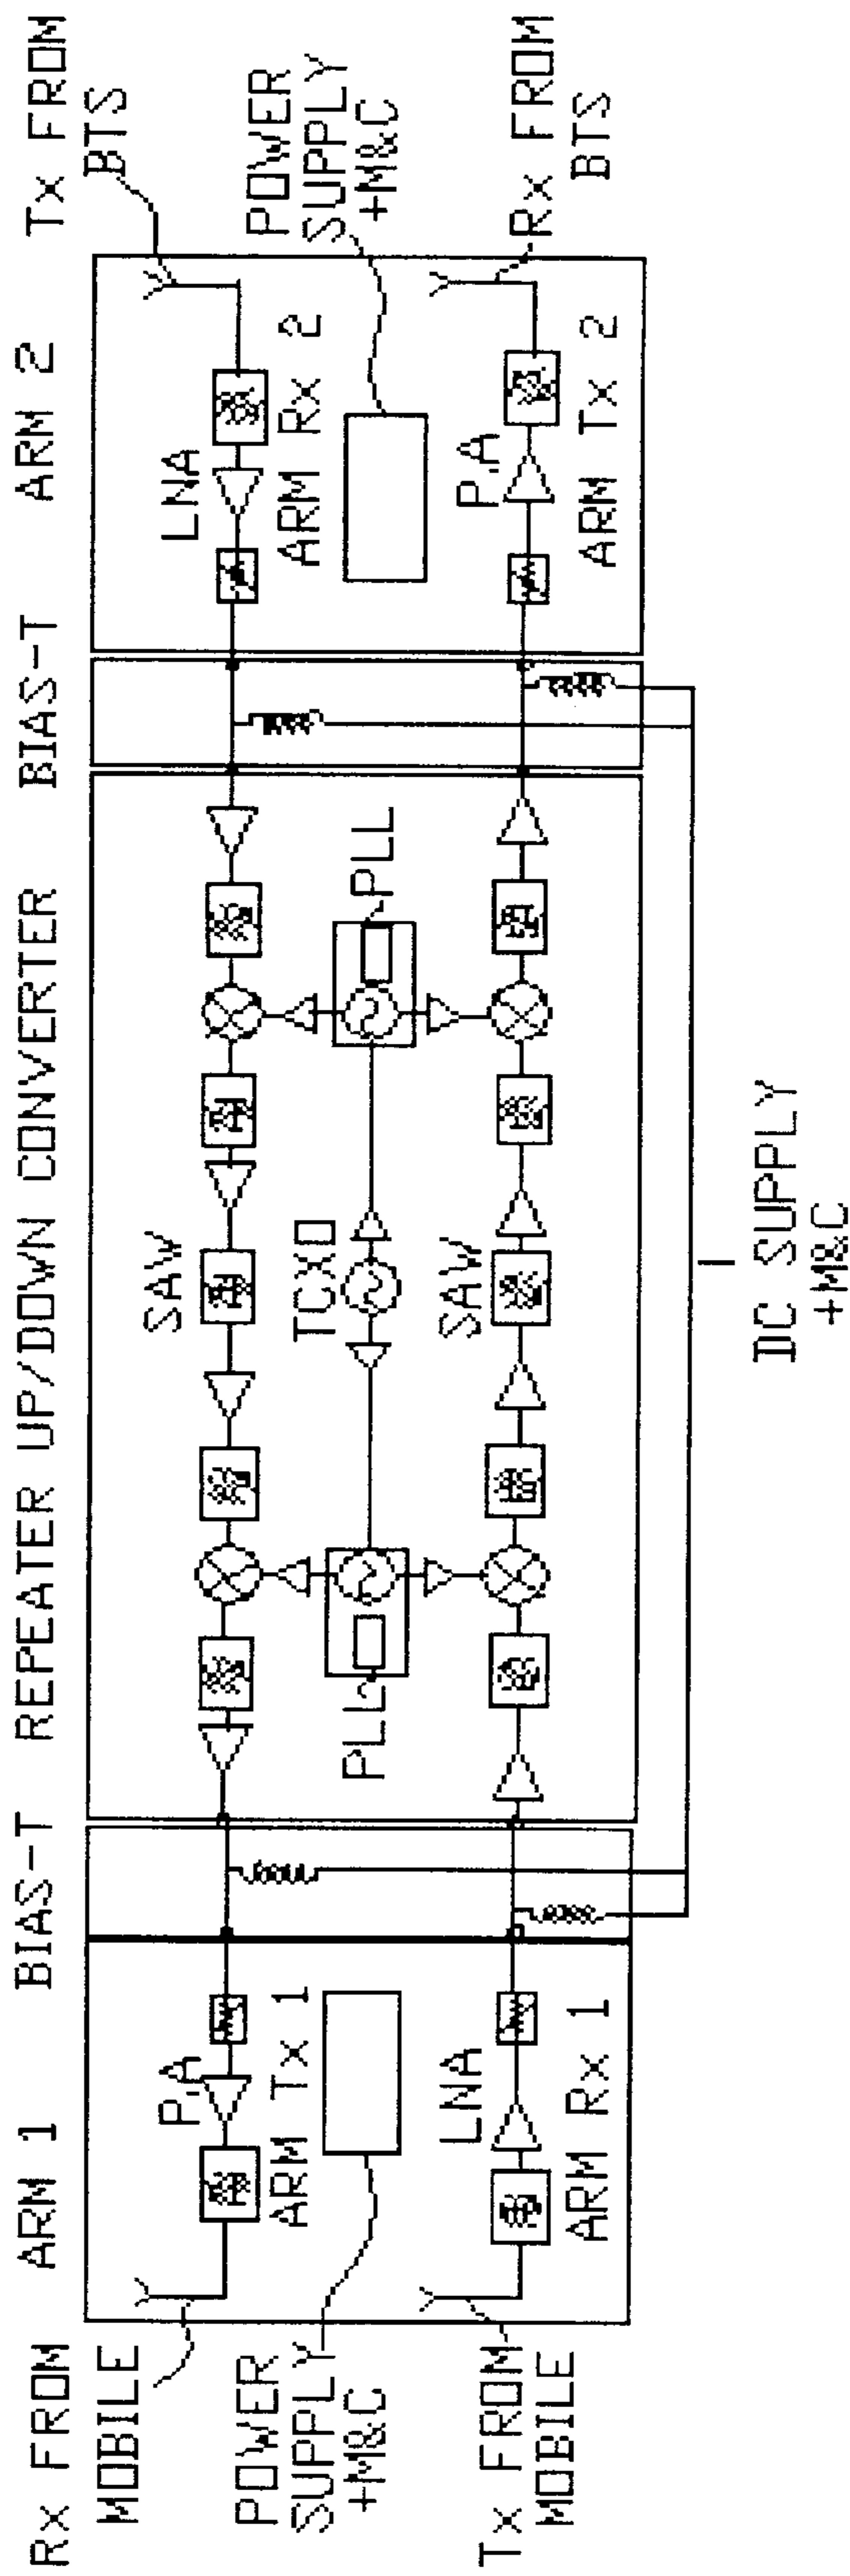 Rx FROM
MOBILE
ARM 1
BIAS-T
REPEATER UP/DOWN CONVERTER
BIAS-T
ARM 2
Tx FROM
BTS
P.A
ARM Tx 1
SAW
LNA
ARM Rx 2
POWER
SUPPLY
+M&C
PLL
TCXO
PLL
POWER
SUPPLY
+M&C
LNA
ARM Rx 1
SAW
P.A
ARM Tx 2
Tx FROM
MOBILE
Rx FROM
BTS
DC SUPPLY
+M&C